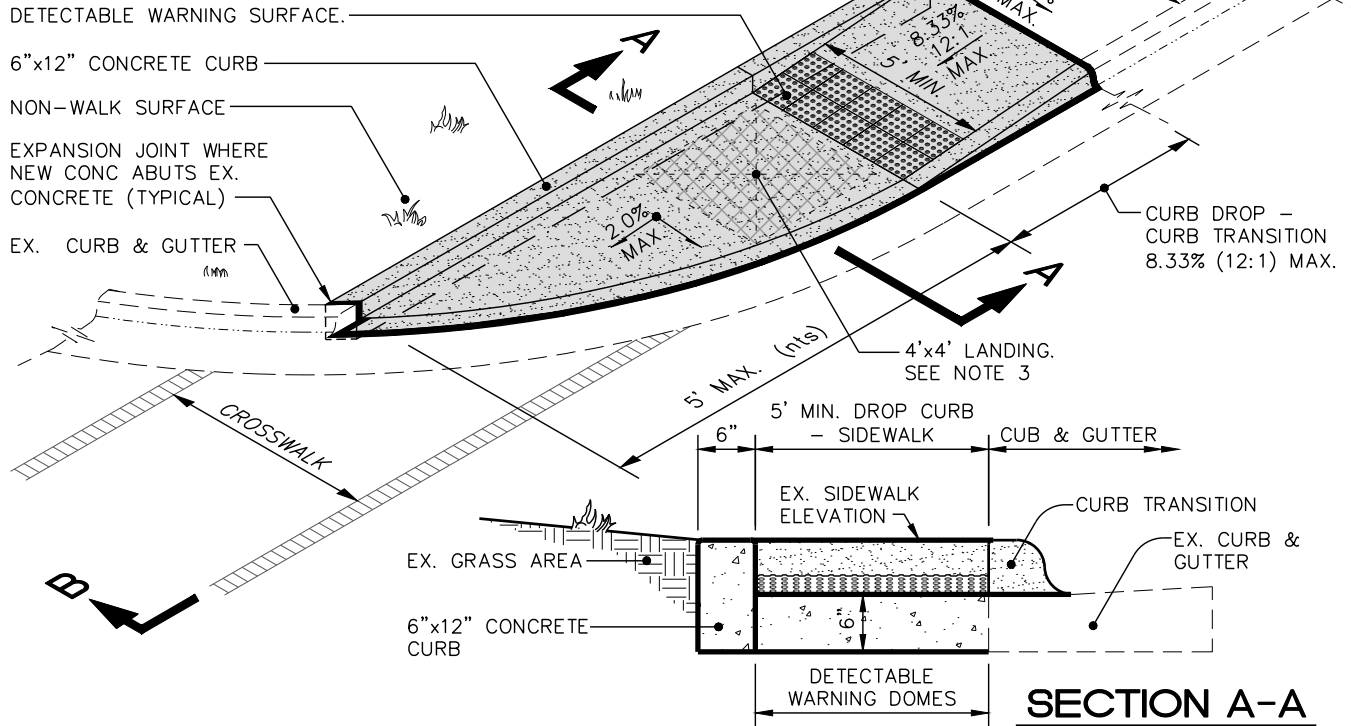 DETECTABLE WARNING SURFACE.
6"x12" CONCRETE CURB
NON-WALK SURFACE
EXPANSION JOINT WHERE
NEW CONC ABUTS EX.
CONCRETE (TYPICAL)
EX. CURB & GUTTER
A
8.33%
12:1
MAX
5' MIN
MAX.
2.0%
MAX
CURB DROP -
CURB TRANSITION
8.33% (12:1) MAX.
A
4'x4' LANDING.
SEE NOTE 3
5' MAX. (nts)
CROSSWALK
B
5' MIN. DROP CURB
- SIDEWALK
6"
CUB & GUTTER
EX. SIDEWALK
ELEVATION
CURB TRANSITION
EX. CURB &
GUTTER
EX. GRASS AREA
6"x12" CONCRETE
CURB
6"
DETECTABLE
WARNING DOMES
SECTION A-A